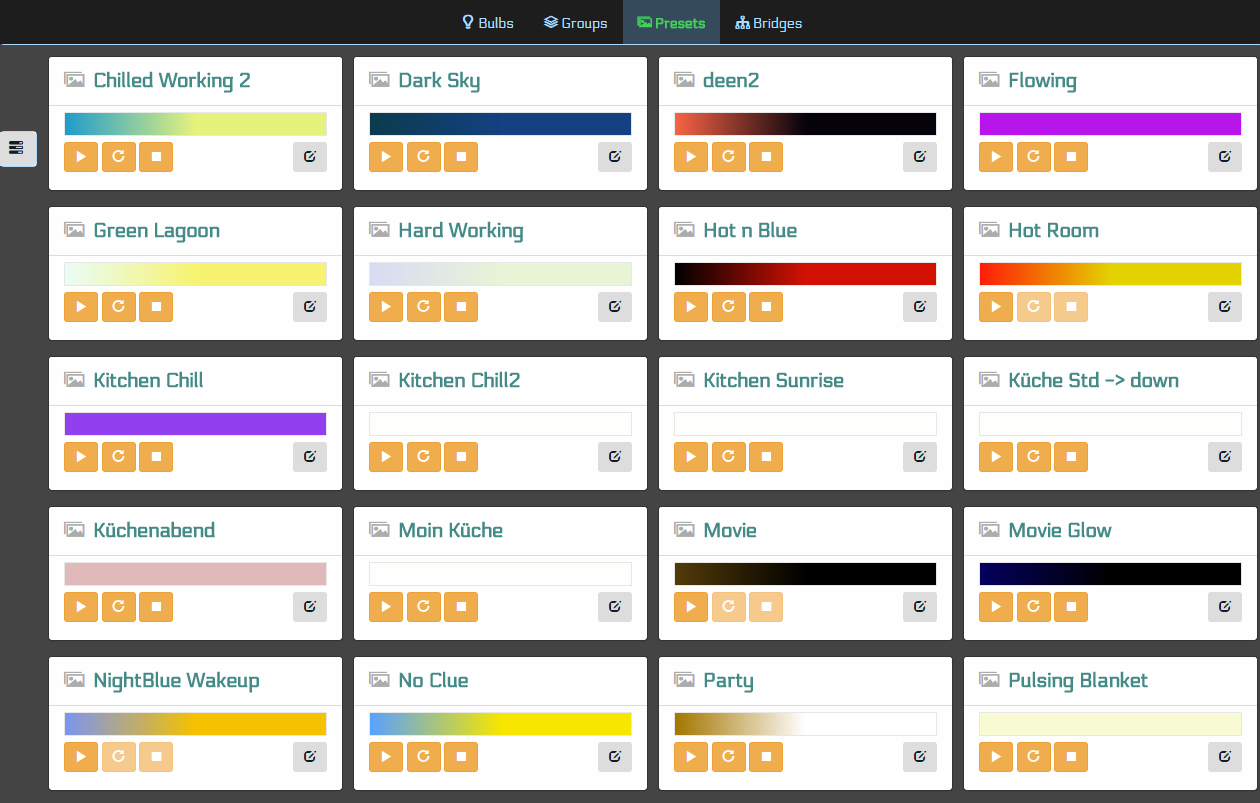 Bulbs Groups Presets Bridges
Chilled Working 2 Dark Sky deen2 Flowing
Green Lagoon Hard Working Hot n Blue Hot Room
Kitchen Chill Kitchen Chill2 Kitchen Sunrise Küche Std -> down
Küchenabend Moin Küche Movie Movie Glow
NightBlue Wakeup No Clue Party Pulsing Blanket